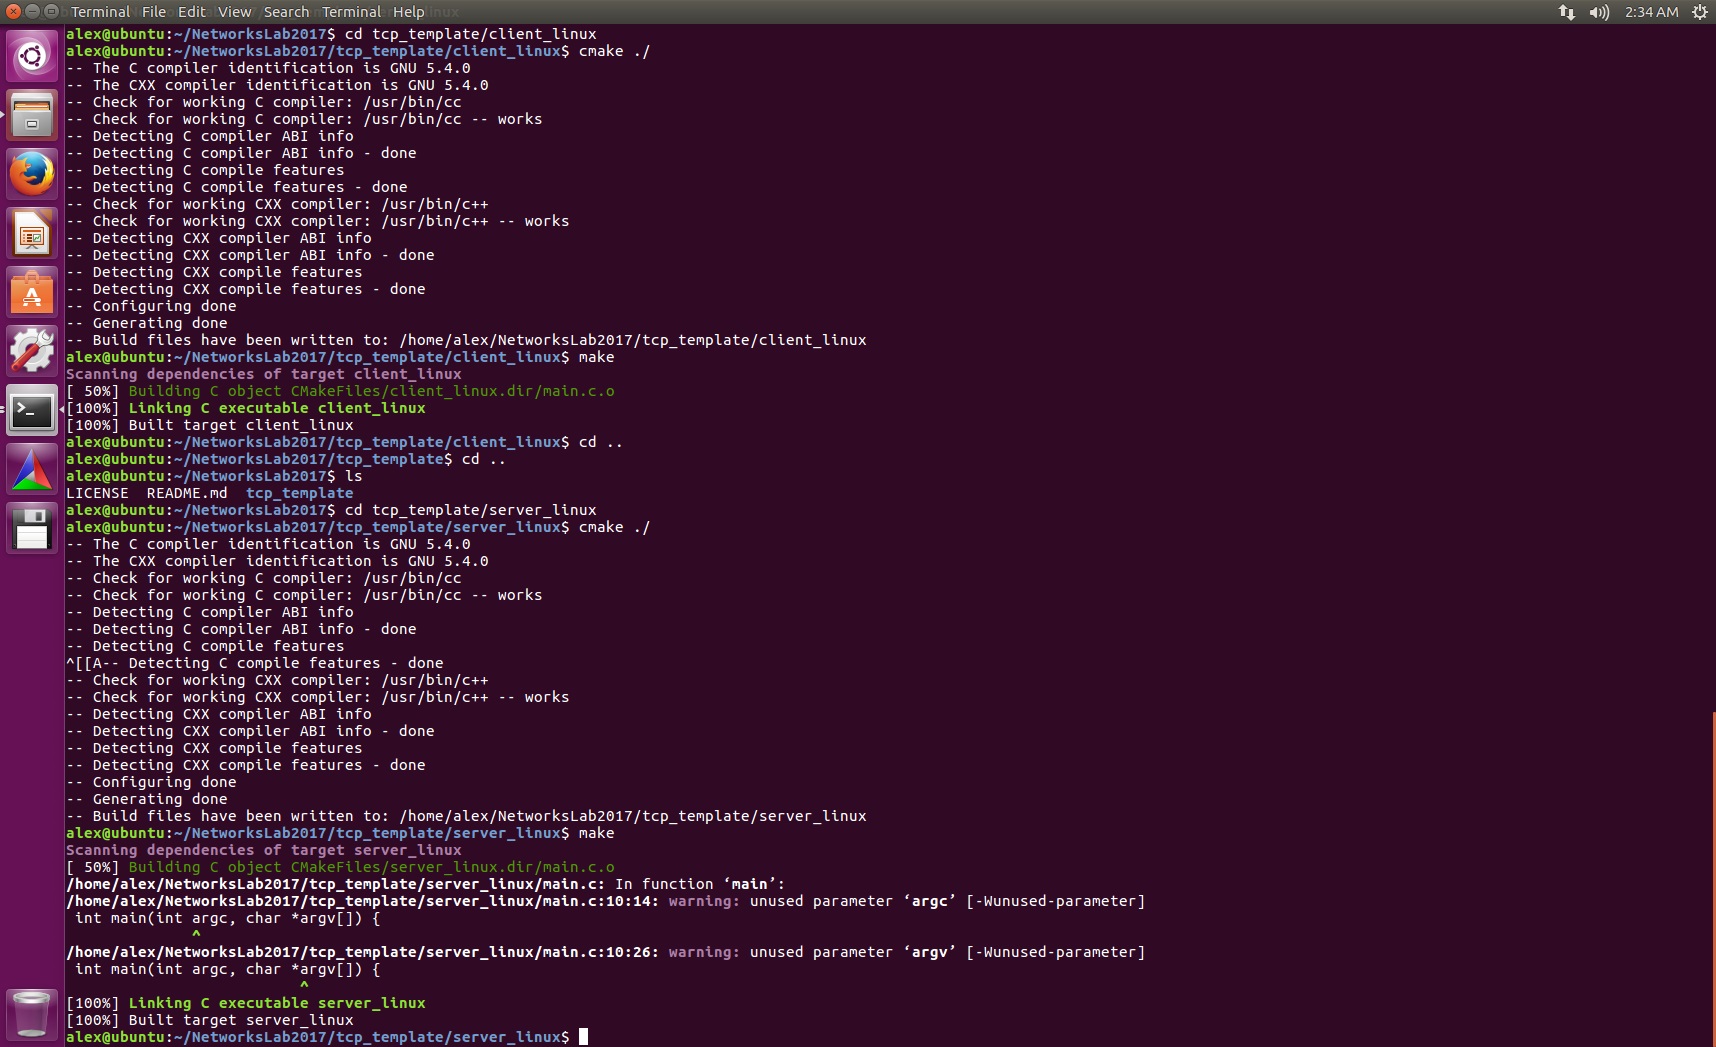 Terminal File Edit View Search Terminal Help 2:34 AM
alex@ubuntu:~/NetworksLab2017$ cd tcp_template/client_linux
alex@ubuntu:~/NetworksLab2017/tcp_template/client_linux$ cmake ./
-- The C compiler identification is GNU 5.4.0
-- The CXX compiler identification is GNU 5.4.0
-- Check for working C compiler: /usr/bin/cc
-- Check for working C compiler: /usr/bin/cc -- works
-- Detecting C compiler ABI info
-- Detecting C compiler ABI info - done
-- Detecting C compile features
-- Detecting C compile features - done
-- Check for working CXX compiler: /usr/bin/c++
-- Check for working CXX compiler: /usr/bin/c++ -- works
-- Detecting CXX compiler ABI info
-- Detecting CXX compiler ABI info - done
-- Detecting CXX compile features
-- Detecting CXX compile features - done
-- Configuring done
-- Generating done
-- Build files have been written to: /home/alex/NetworksLab2017/tcp_template/client_linux
alex@ubuntu:~/NetworksLab2017/tcp_template/client_linux$ make
Scanning dependencies of target client_linux
[ 50%] Building C object CMakeFiles/client_linux.dir/main.c.o
[100%] Linking C executable client_linux
[100%] Built target client_linux
alex@ubuntu:~/NetworksLab2017/tcp_template/client_linux$ cd ..
alex@ubuntu:~/NetworksLab2017/tcp_template$ cd ..
alex@ubuntu:~/NetworksLab2017$ ls
LICENSE  README.md  tcp_template
alex@ubuntu:~/NetworksLab2017$ cd tcp_template/server_linux
alex@ubuntu:~/NetworksLab2017/tcp_template/server_linux$ cmake ./
-- The C compiler identification is GNU 5.4.0
-- The CXX compiler identification is GNU 5.4.0
-- Check for working C compiler: /usr/bin/cc
-- Check for working C compiler: /usr/bin/cc -- works
-- Detecting C compiler ABI info
-- Detecting C compiler ABI info - done
-- Detecting C compile features
^[[A-- Detecting C compile features - done
-- Check for working CXX compiler: /usr/bin/c++
-- Check for working CXX compiler: /usr/bin/c++ -- works
-- Detecting CXX compiler ABI info
-- Detecting CXX compiler ABI info - done
-- Detecting CXX compile features
-- Detecting CXX compile features - done
-- Configuring done
-- Generating done
-- Build files have been written to: /home/alex/NetworksLab2017/tcp_template/server_linux
alex@ubuntu:~/NetworksLab2017/tcp_template/server_linux$ make
Scanning dependencies of target server_linux
[ 50%] Building C object CMakeFiles/server_linux.dir/main.c.o
/home/alex/NetworksLab2017/tcp_template/server_linux/main.c: In function ‘main’:
/home/alex/NetworksLab2017/tcp_template/server_linux/main.c:10:14: warning: unused parameter ‘argc’ [-Wunused-parameter]
 int main(int argc, char *argv[]) {
              ^
/home/alex/NetworksLab2017/tcp_template/server_linux/main.c:10:26: warning: unused parameter ‘argv’ [-Wunused-parameter]
 int main(int argc, char *argv[]) {
                          ^
[100%] Linking C executable server_linux
[100%] Built target server_linux
alex@ubuntu:~/NetworksLab2017/tcp_template/server_linux$